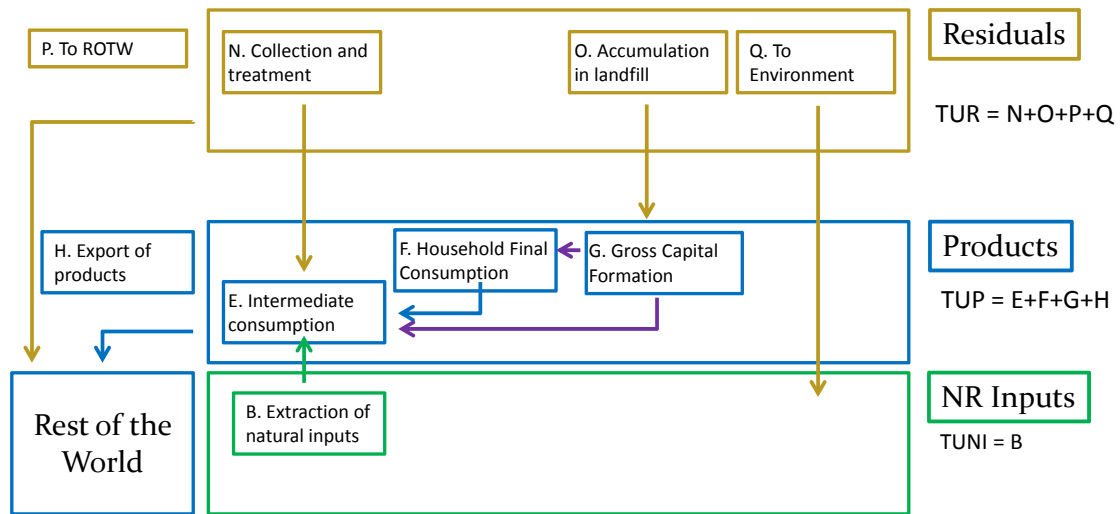 P. To ROTW
N. Collection and
treatment
O. Accumulation
in landfill
Q. To
Environment
Residuals
TUR = N+O+P+Q
H. Export of
products
F. Household Final
Consumption
G. Gross Capital
Formation
E. Intermediate
consumption
Products
TUP = E+F+G+H
Rest of the
World
B. Extraction of
natural inputs
NR Inputs
TUNI = B